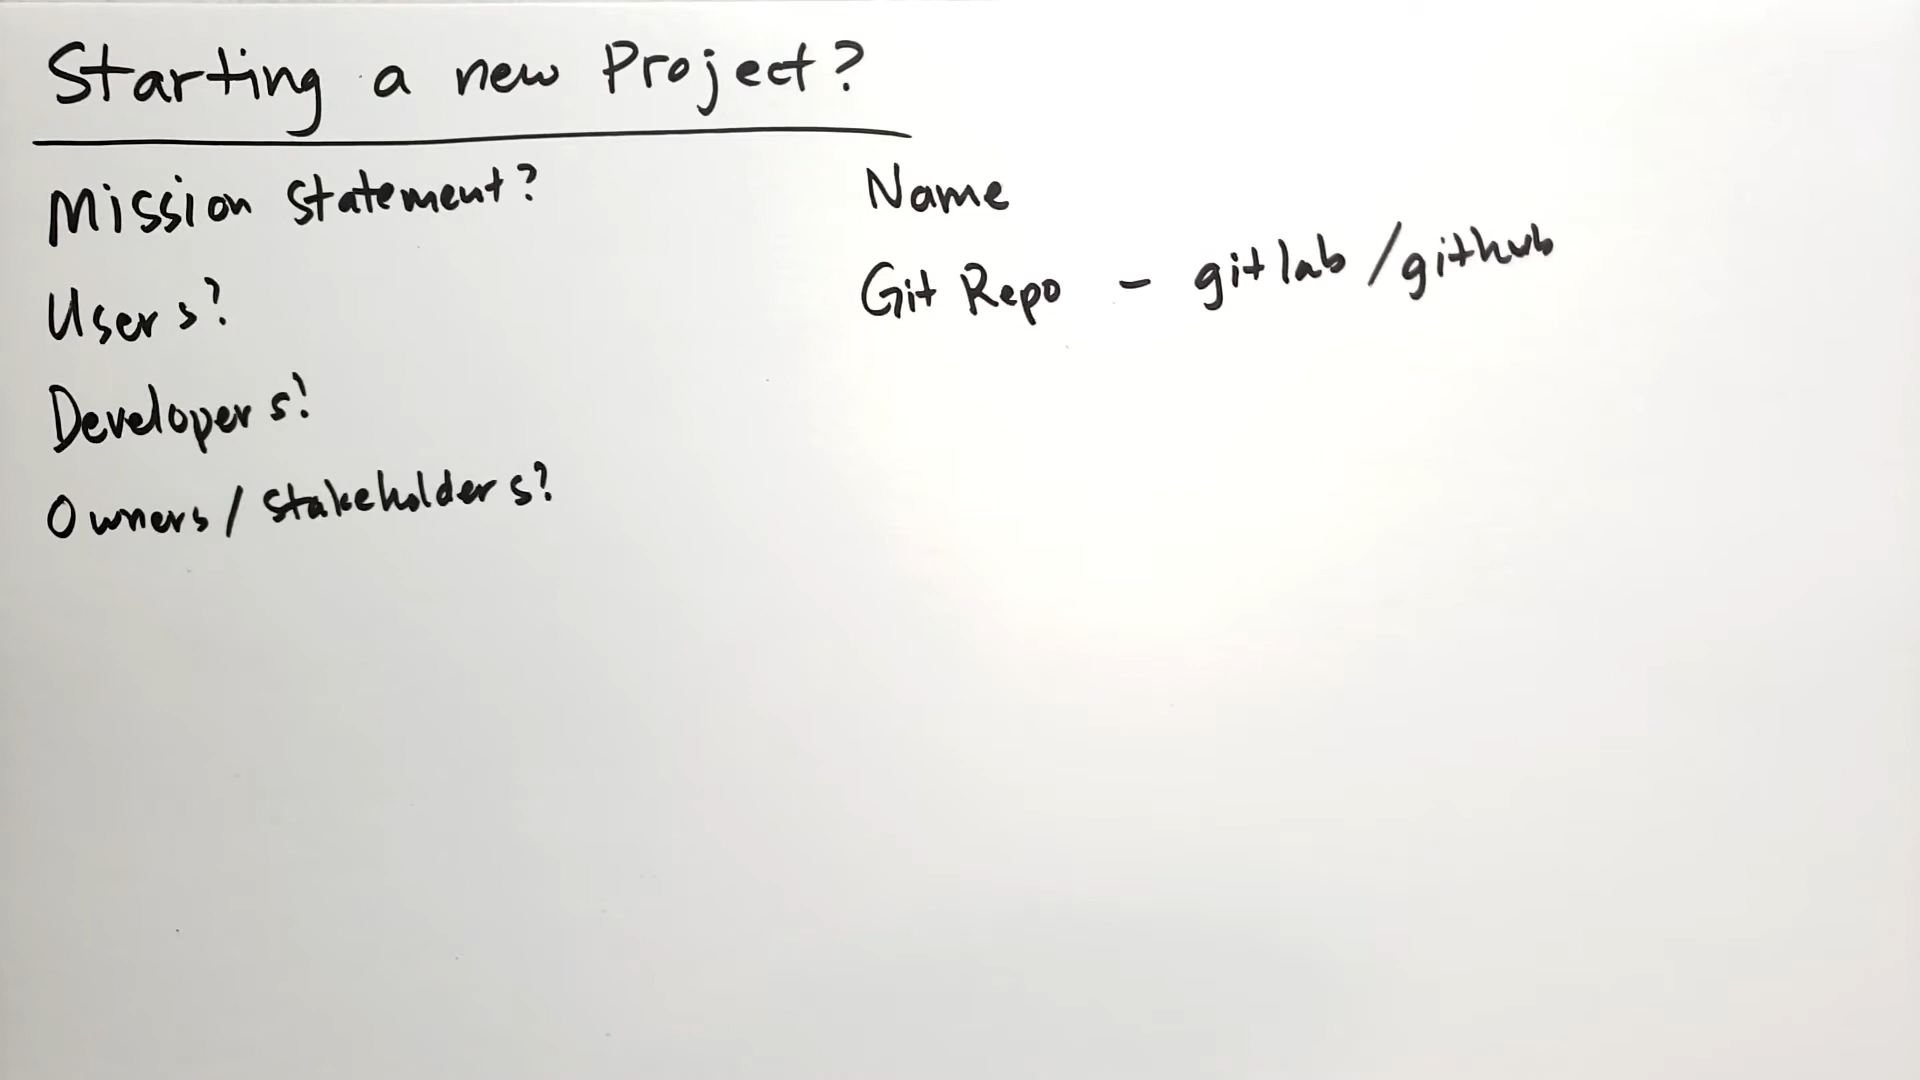 Starting a new Project?
Mission statement?
Users?
Developers?
Owners/stakeholders?
Name
Git Repo - gitlab/github